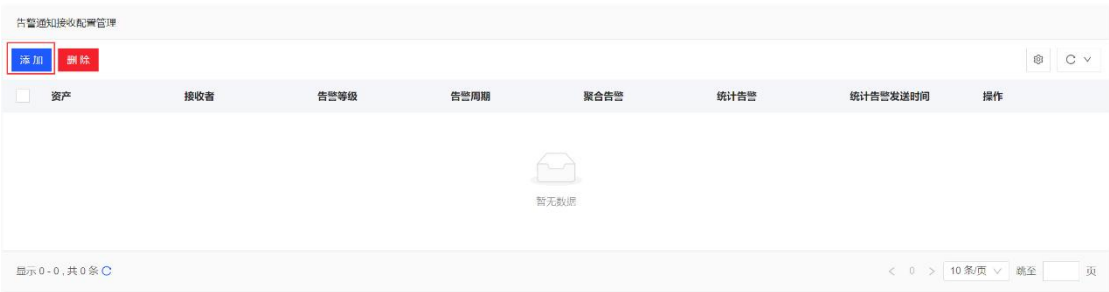 告警通知接收配置管理
添加 删除
资产 接收者 告警等级 告警周期 聚合告警 统计告警 统计告警发送时间 操作
暂无数据
显示 0 - 0 , 共 0 条 < 0 > 10 条/页 跳至 页